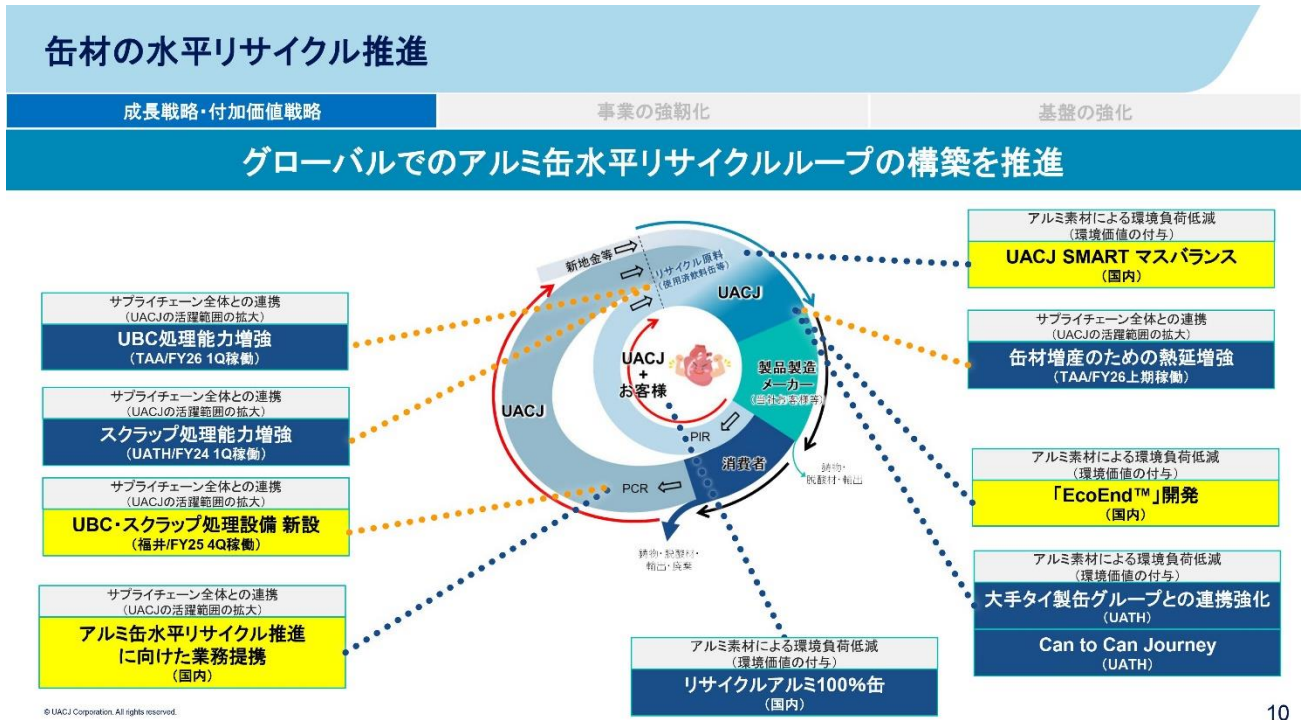 缶材の水平リサイクル推進
成長戦略・付加価値戦略
事業の強靭化
基盤の強化
グローバルでのアルミ缶水平リサイクルループの構築を推進
サプライチェーン全体との連携
(UACJの活躍範囲の拡大)
UBC処理能力増強
(TAA/FY26 1Q稼働)
サプライチェーン全体との連携
(UACJの活躍範囲の拡大)
スクラップ処理能力増強
(UATH/FY24 1Q稼働)
サプライチェーン全体との連携
(UACJの活躍範囲の拡大)
UBC・スクラップ処理設備 新設
(福井/FY25 4Q稼働)
サプライチェーン全体との連携
(UACJの活躍範囲の拡大)
アルミ缶水平リサイクル推進
に向けた業務提携
(国内)
新地金等
リサイクル原料
(使用済飲料缶等)
UACJ
UACJ
+
お客様
製品製造
メーカー
(当社お客様等)
UACJ
PIR
消費者
PCR
鋳物・
脱酸材・輸出
鋳物・脱酸材・
輸出・廃棄
アルミ素材による環境負荷低減
(環境価値の付与)
リサイクルアルミ100%缶
(国内)
アルミ素材による環境負荷低減
(環境価値の付与)
UACJ SMART マスバランス
(国内)
サプライチェーン全体との連携
(UACJの活躍範囲の拡大)
缶材増産のための熱延増強
(TAA/FY26上期稼働)
アルミ素材による環境負荷低減
(環境価値の付与)
「EcoEnd™」開発
(国内)
アルミ素材による環境負荷低減
(環境価値の付与)
大手タイ製缶グループとの連携強化
(UATH)
Can to Can Journey
(UATH)
© UACJ Corporation. All rights reserved.
10